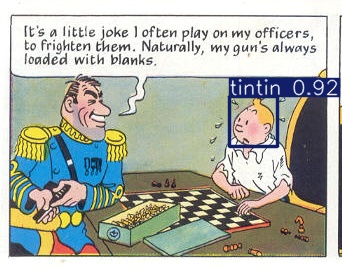 It's a little joke I often play on my officers,
to frighten them. Naturally, my gun's always
loaded with blanks.
tintin 0.92